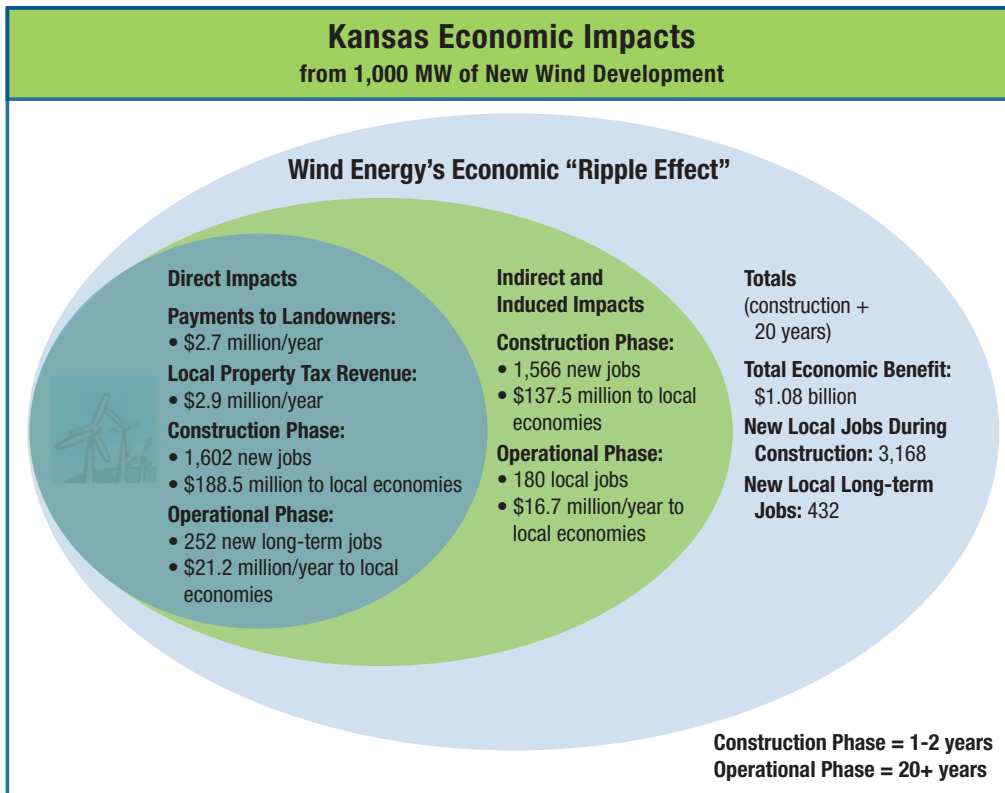 Kansas Economic Impacts
from 1,000 MW of New Wind Development
Wind Energy’s Economic “Ripple Effect”
Direct Impacts
Payments to Landowners:
• $2.7 million/year
Local Property Tax Revenue:
• $2.9 million/year
Construction Phase:
• 1,602 new jobs
• $188.5 million to local economies
Operational Phase:
• 252 new long-term jobs
• $21.2 million/year to local
economies
Indirect and
Induced Impacts
Construction Phase:
• 1,566 new jobs
• $137.5 million to local
economies
Operational Phase:
• 180 local jobs
• $16.7 million/year to
local economies
Totals
(construction +
20 years)
Total Economic Benefit:
$1.08 billion
New Local Jobs During
Construction: 3,168
New Local Long-term
Jobs: 432
Construction Phase = 1-2 years
Operational Phase = 20+ years